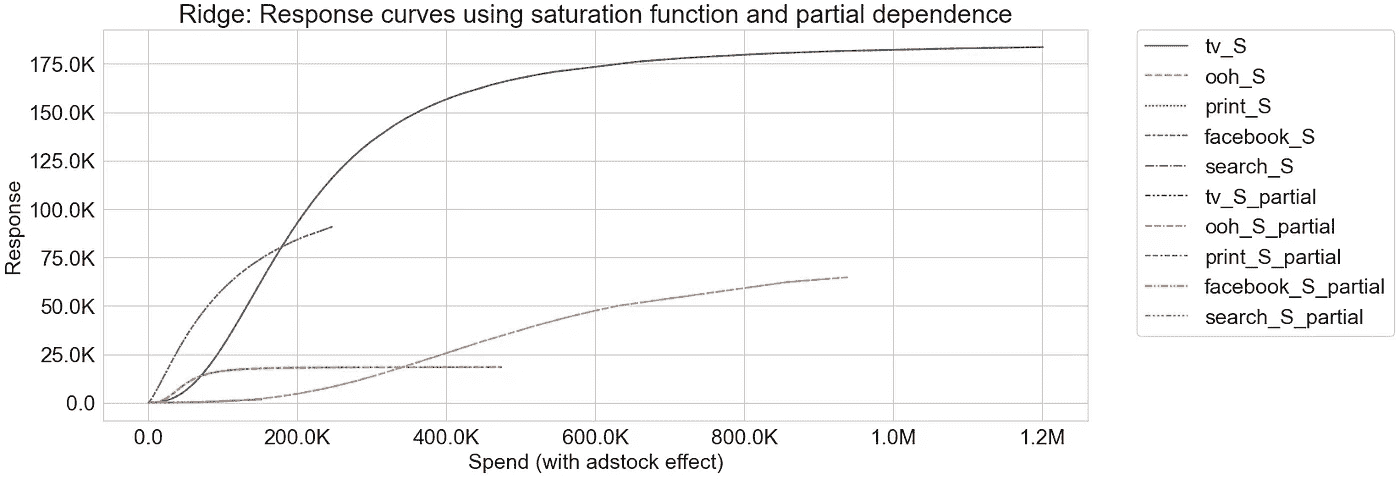 Ridge: Response curves using saturation function and partial dependence
Response
175.0K
150.0K
125.0K
100.0K
75.0K
50.0K
25.0K
0.0
0.0 200.0K 400.0K 600.0K 800.0K 1.0M 1.2M
Spend (with adstock effect)
tv_S
ooh_S
print_S
facebook_S
search_S
tv_S_partial
ooh_S_partial
print_S_partial
facebook_S_partial
search_S_partial